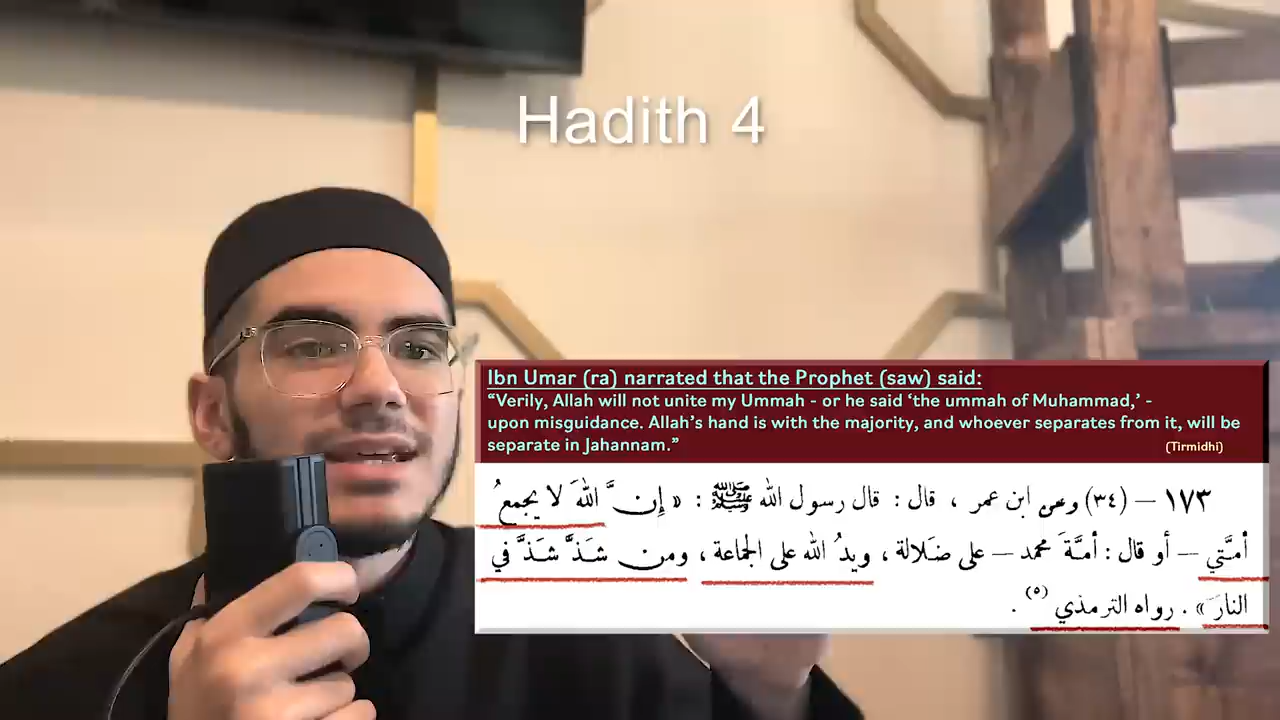 Hadith 4
Ibn Umar (ra) narrated that the Prophet (saw) said:
“Verily, Allah will not unite my Ummah - or he said ‘the ummah of Muhammad,’ -
upon misguidance. Allah’s hand is with the majority, and whoever separates from it, will be
separate in Jahannam.”
(Tirmidhi)
١٧٣ – (٣٤) وعن ابن عمر ، قال : قال رسول الله ﷺ : « إِنَّ اللهَ لا يجمعُ
أمَّتي – أو قال : أمَّةَ محمد – على ضَلالة ، ويدُ الله على الجماعة ، ومن شَذَّ شَذَّ في
النارَ » . رواه الترمذي (٥) .